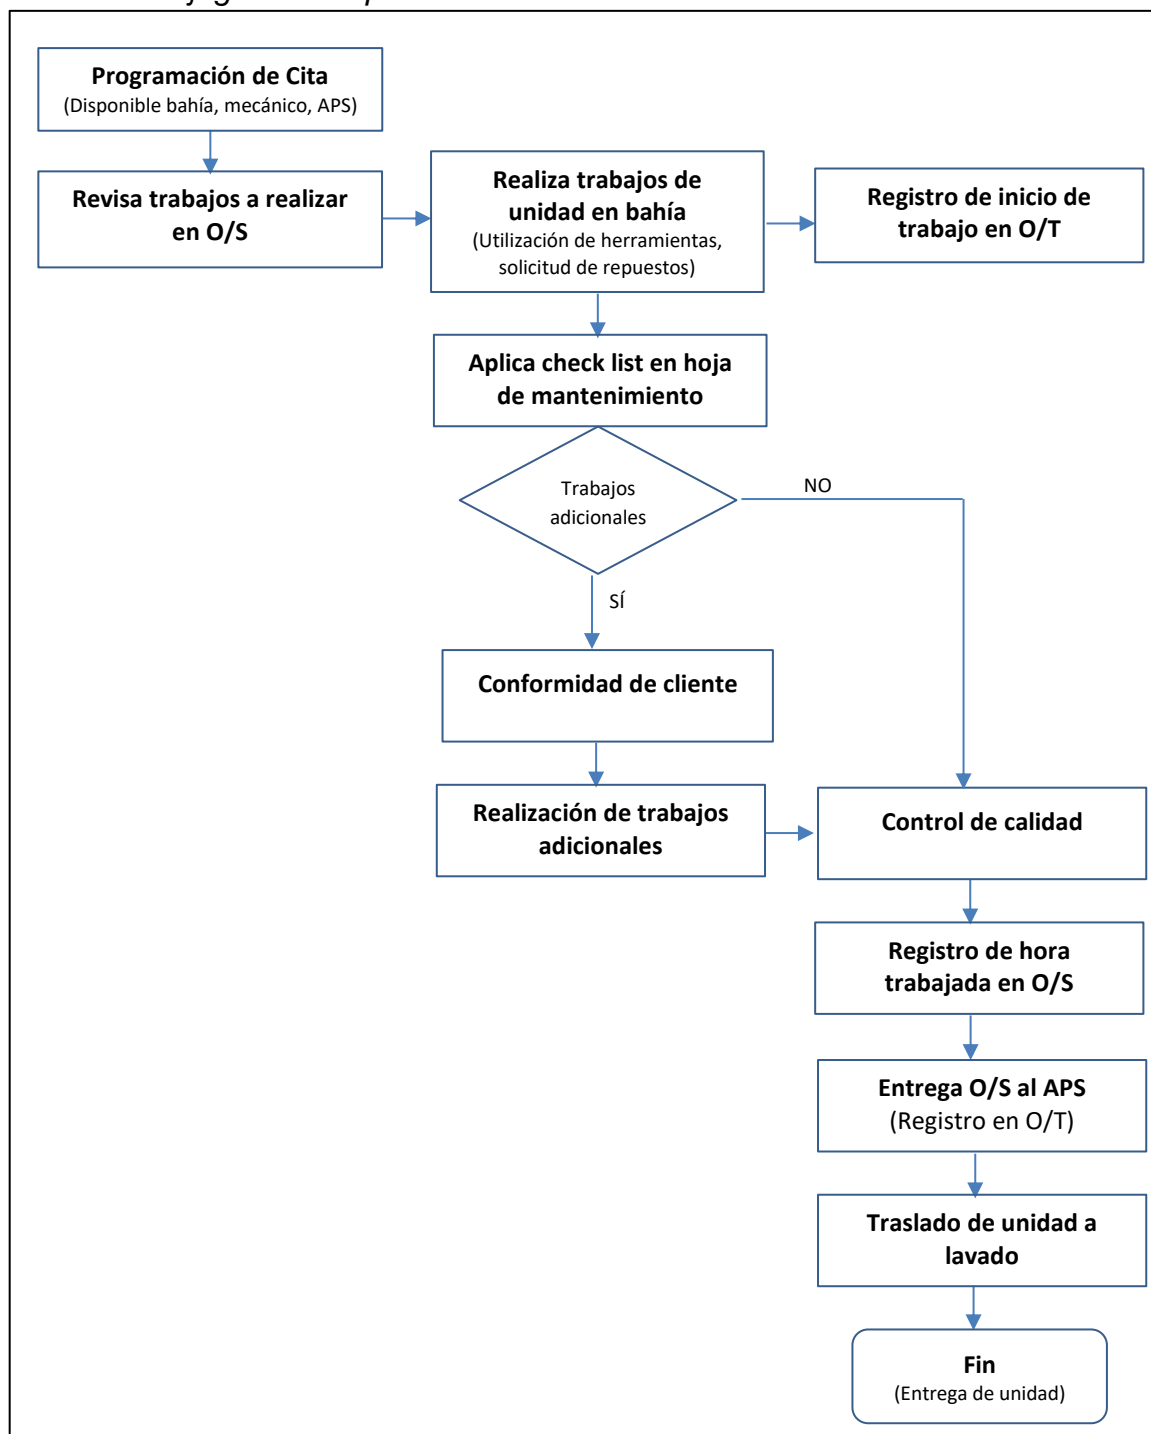 Programación de Cita
(Disponible bahía, mecánico, APS)
Revisa trabajos a realizar
en O/S
Realiza trabajos de
unidad en bahía
(Utilización de herramientas,
solicitud de repuestos)
Registro de inicio de
trabajo en O/T
Aplica check list en hoja
de mantenimiento
Trabajos
adicionales
NO
SÍ
Conformidad de cliente
Realización de trabajos
adicionales
Control de calidad
Registro de hora
trabajada en O/S
Entrega O/S al APS
(Registro en O/T)
Traslado de unidad a
lavado
Fin
(Entrega de unidad)